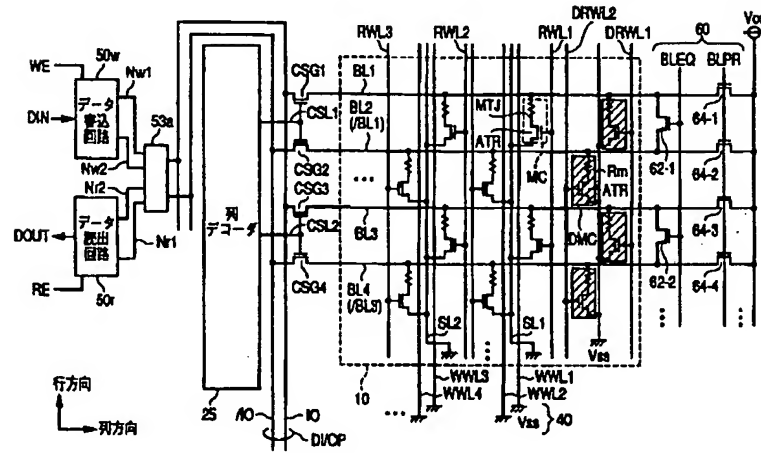 RWL3
RWL2
RWL1
DRWL2
DRWL1
60
Vcc
BLEQ
BLPR
WE
50w
Nw1
DIN
データ
書込
回路
53a
Nw2
Nr2
DOUT
データ
読出
回路
Nr1
RE
50r
列
デコーダ
25
CSG1
CSL1
CSG2
CSG3
CSL2
CSG4
BL1
BL2
(/BL1)
BL3
BL4
(/BL3)
MTJ
ATR
MC
Rm
ATR
DMC
62-1
62-2
64-1
64-2
64-3
64-4
SL2
SL1
Vss
10
WWL3
WWL4
WWL1
WWL2
Vss
40
行方向
列方向
/IO
IO
DI/OP